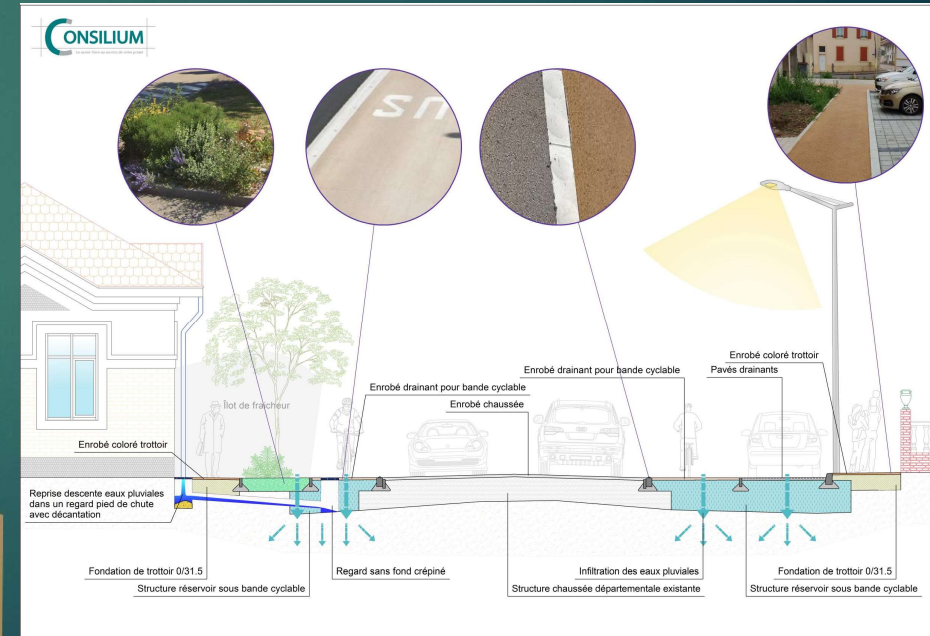 CONSILIUM
SU
Îlot de fraicheur
Enrobé coloré trottoir
Enrobé drainant pour bande cyclable
Pavés drainants
Enrobé drainant pour bande cyclable
Enrobé chaussée
Enrobé coloré trottoir
Reprise descente eaux pluviales
dans un regard pied de chute
avec décantation
Fondation de trottoir 0/31.5
Regard sans fond crépiné
Infiltration des eaux pluviales
Fondation de trottoir 0/31.5
Structure réservoir sous bande cyclable
Structure chaussée départementale existante
Structure réservoir sous bande cyclable